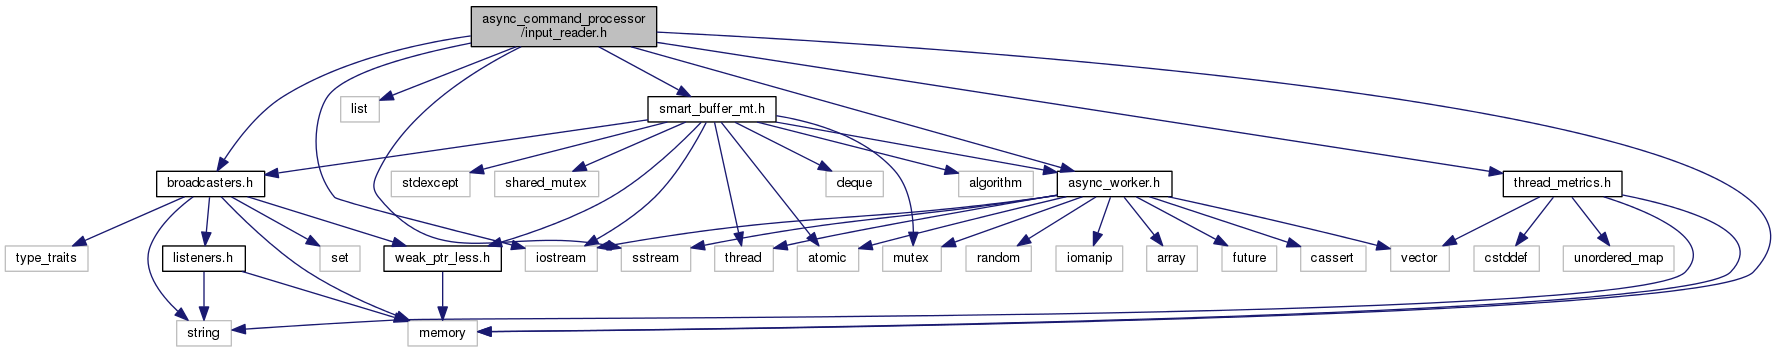 async_command_processor
/input_reader.h
list
smart_buffer_mt.h
broadcasters.h
stdexcept
shared_mutex
deque
algorithm
async_worker.h
thread_metrics.h
type_traits
listeners.h
set
weak_ptr_less.h
iostream
sstream
thread
atomic
mutex
random
iomanip
array
future
cassert
vector
cstddef
unordered_map
string
memory